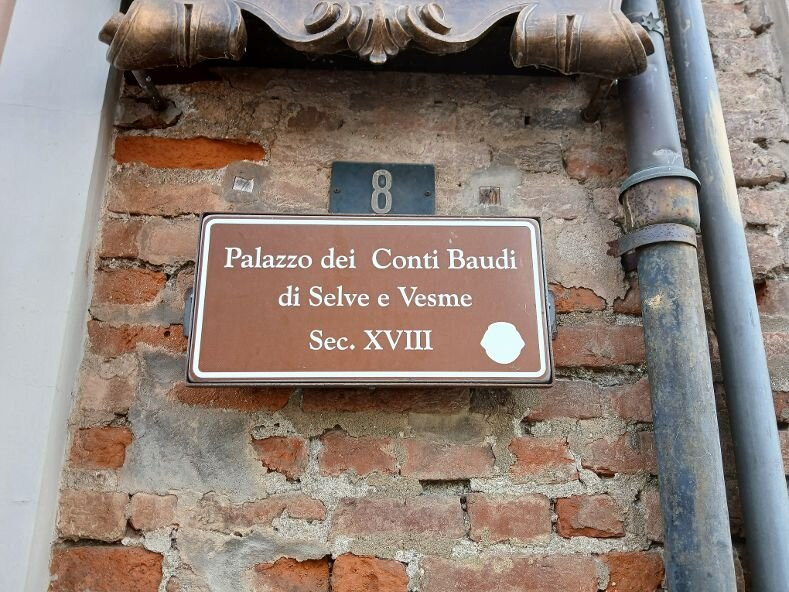 8
Palazzo dei Conti Baudi
di Selve e Vesme
Sec. XVIII